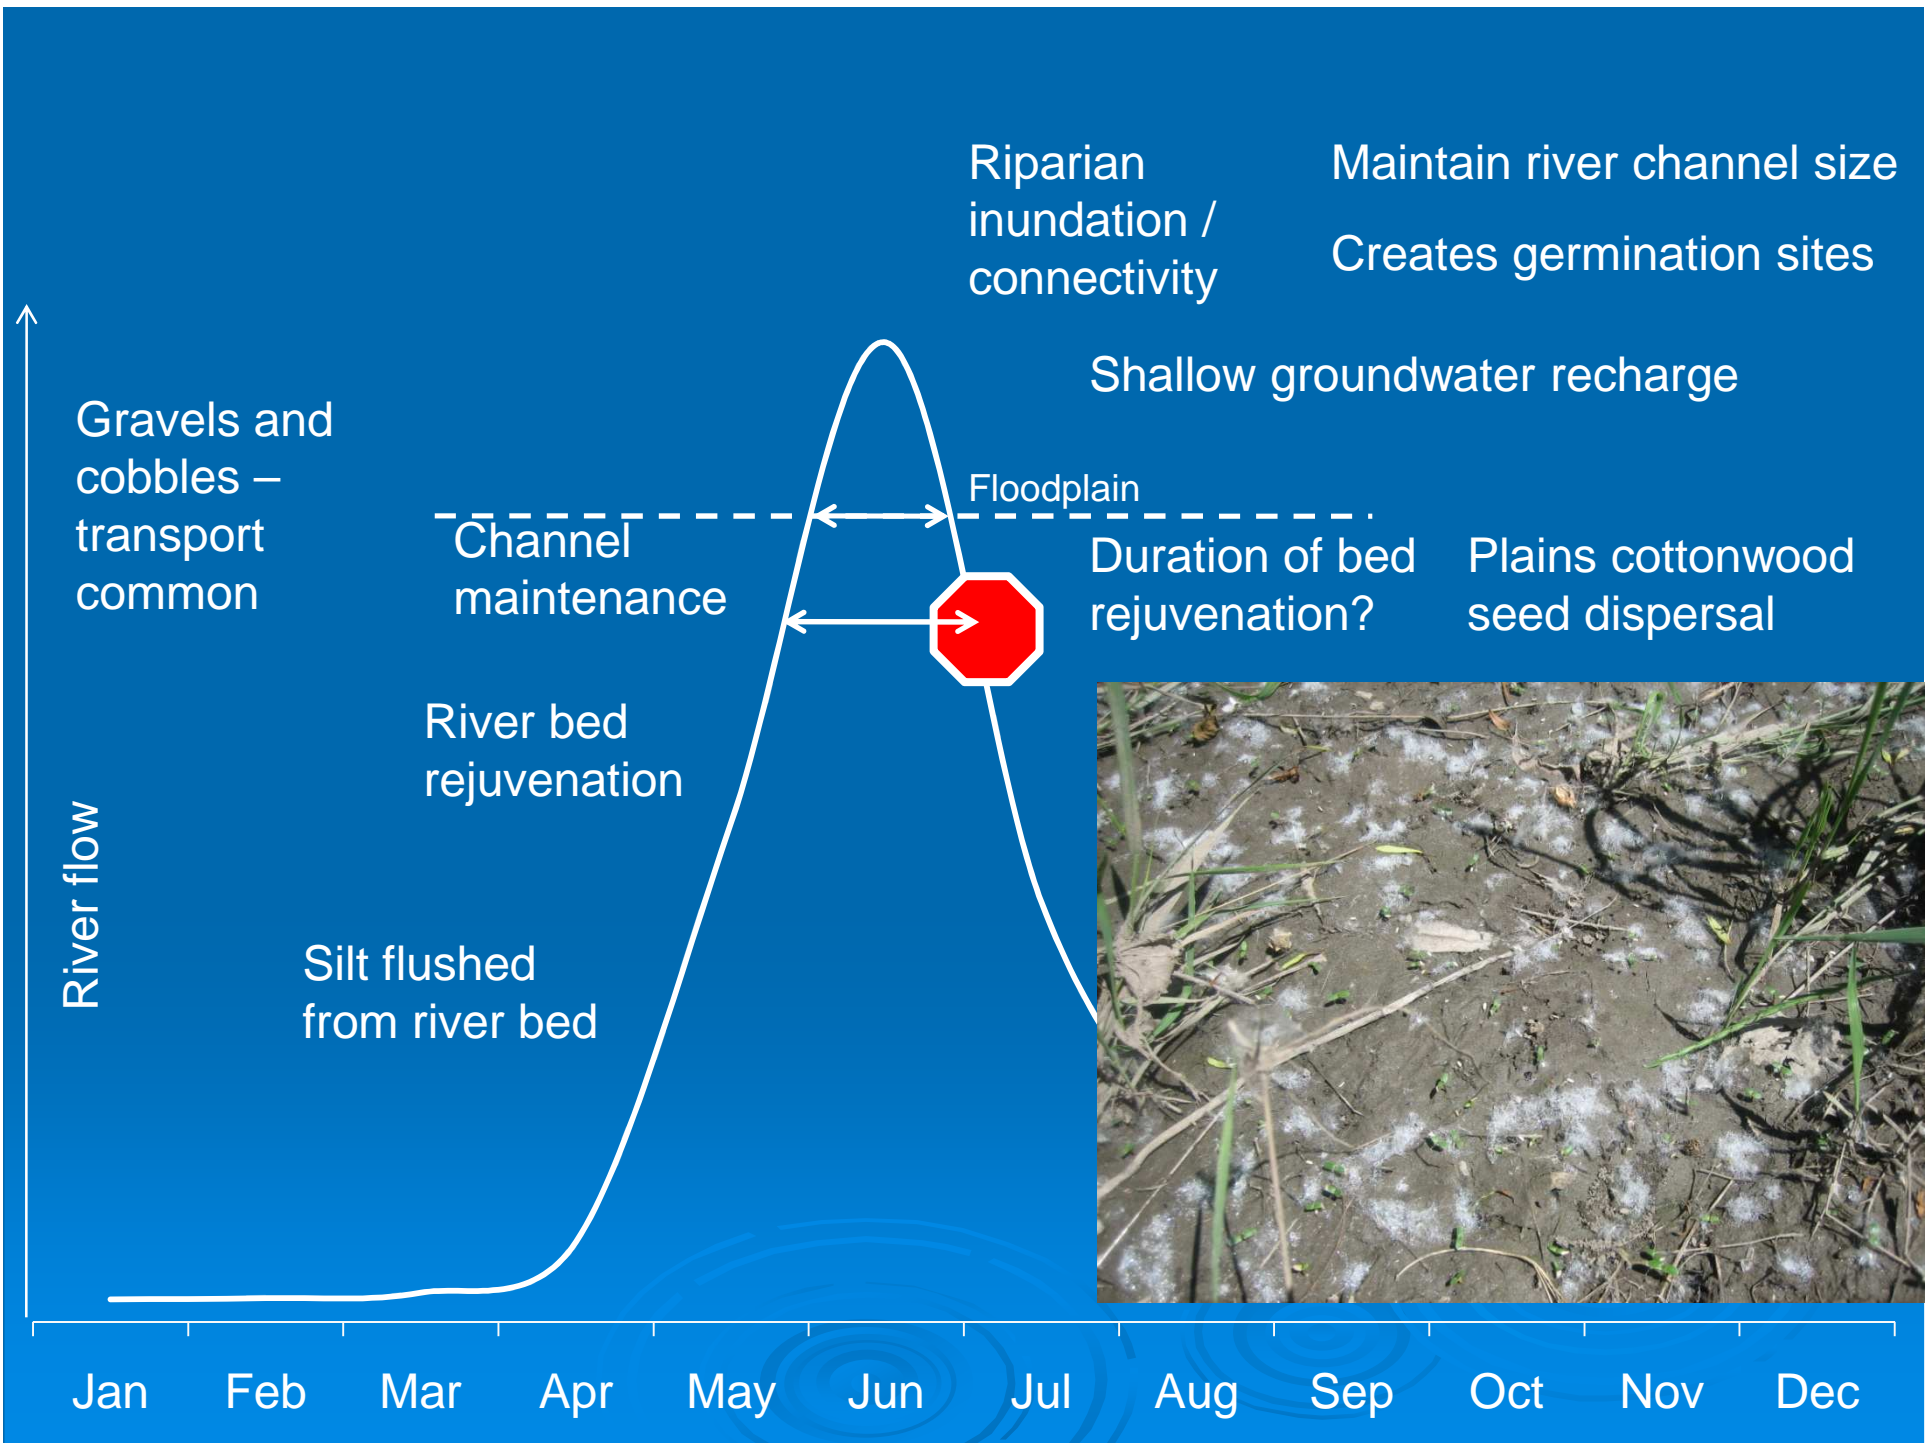 Riparian
inundation /
connectivity
Maintain river channel size
Creates germination sites
Shallow groundwater recharge
Gravels and
cobbles –
transport
common
Floodplain
Channel
maintenance
Duration of bed
rejuvenation?
Plains cottonwood
seed dispersal
River bed
rejuvenation
River flow
Silt flushed
from river bed
Jan Feb Mar Apr May Jun Jul Aug Sep Oct Nov Dec